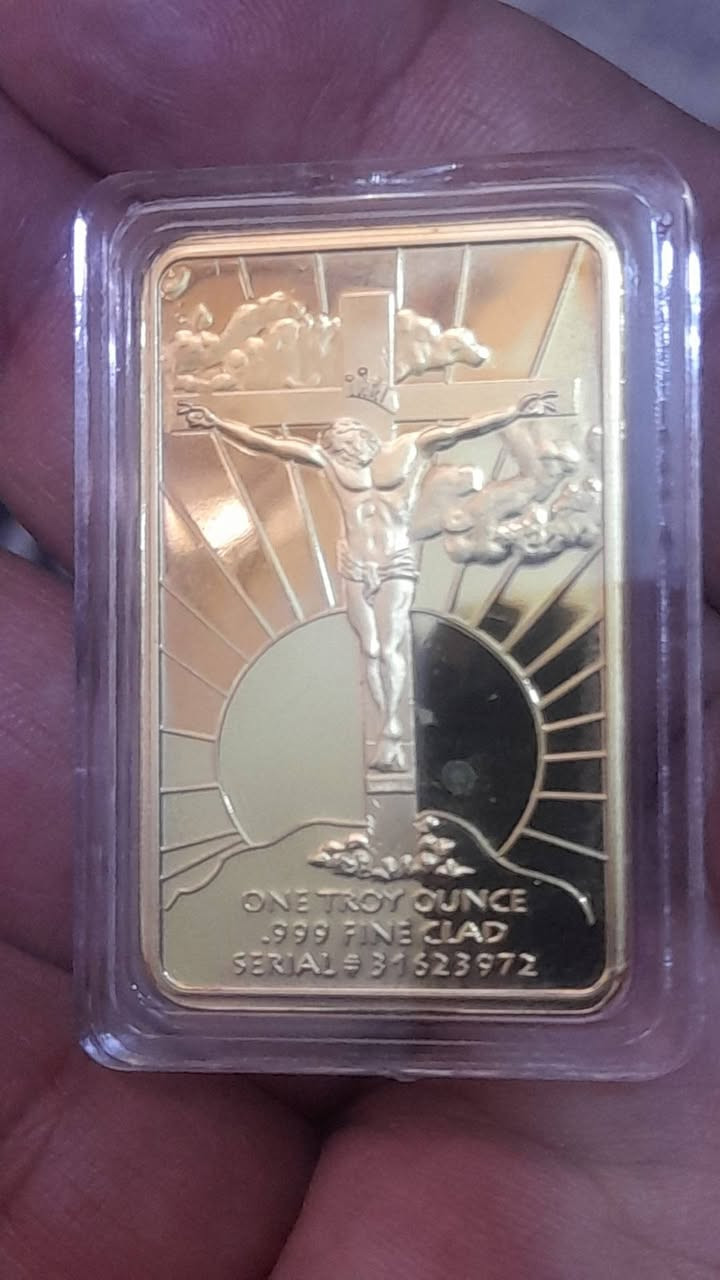 ONE TROY OUNCE
.999 FINE CLAD
SERIAL # 31623972